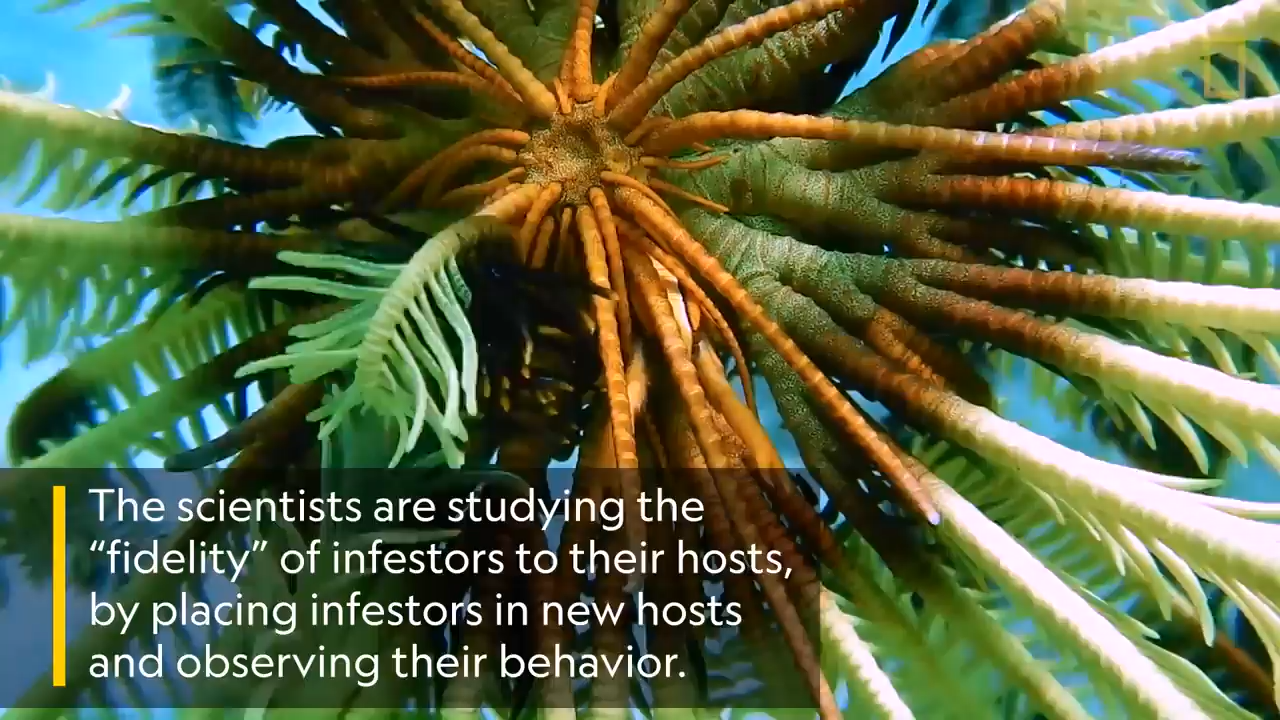 The scientists are studying the
“fidelity” of infestors to their hosts,
by placing infestors in new hosts
and observing their behavior.